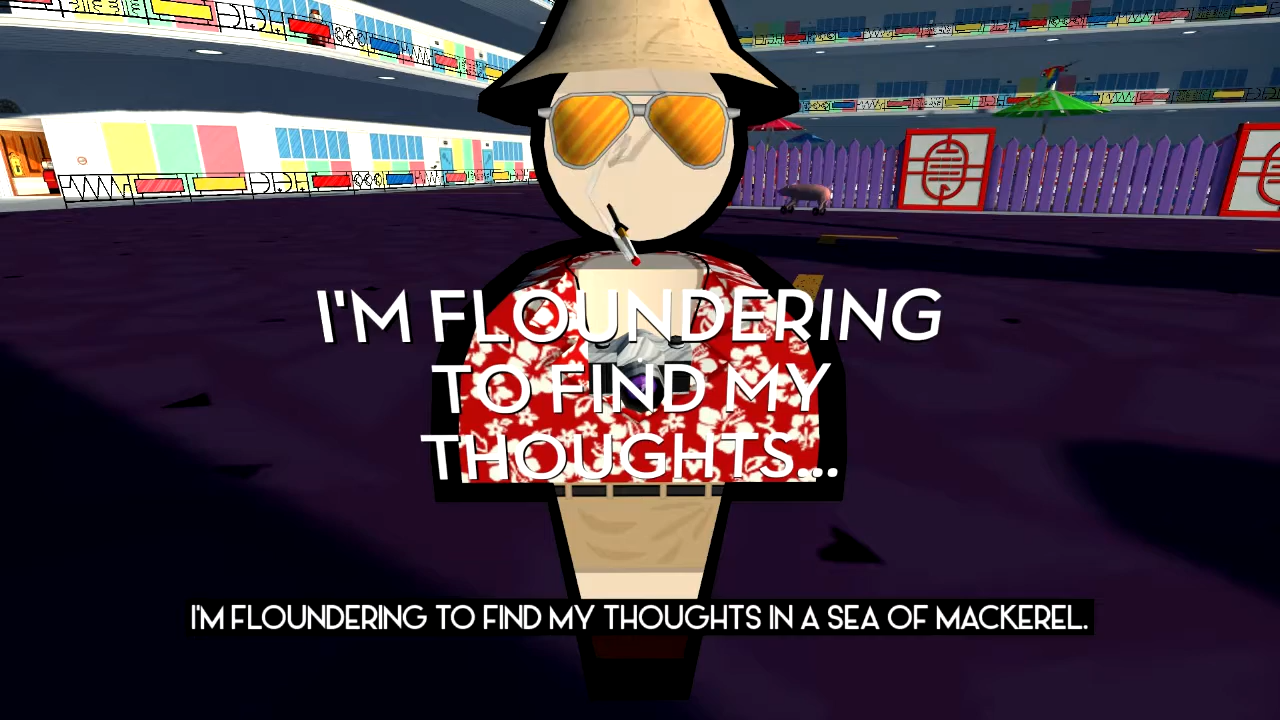 I'M FLOUNDERING
TO FIND MY
THOUGHTS...
I'M FLOUNDERING TO FIND MY THOUGHTS IN A SEA OF MACKEREL.